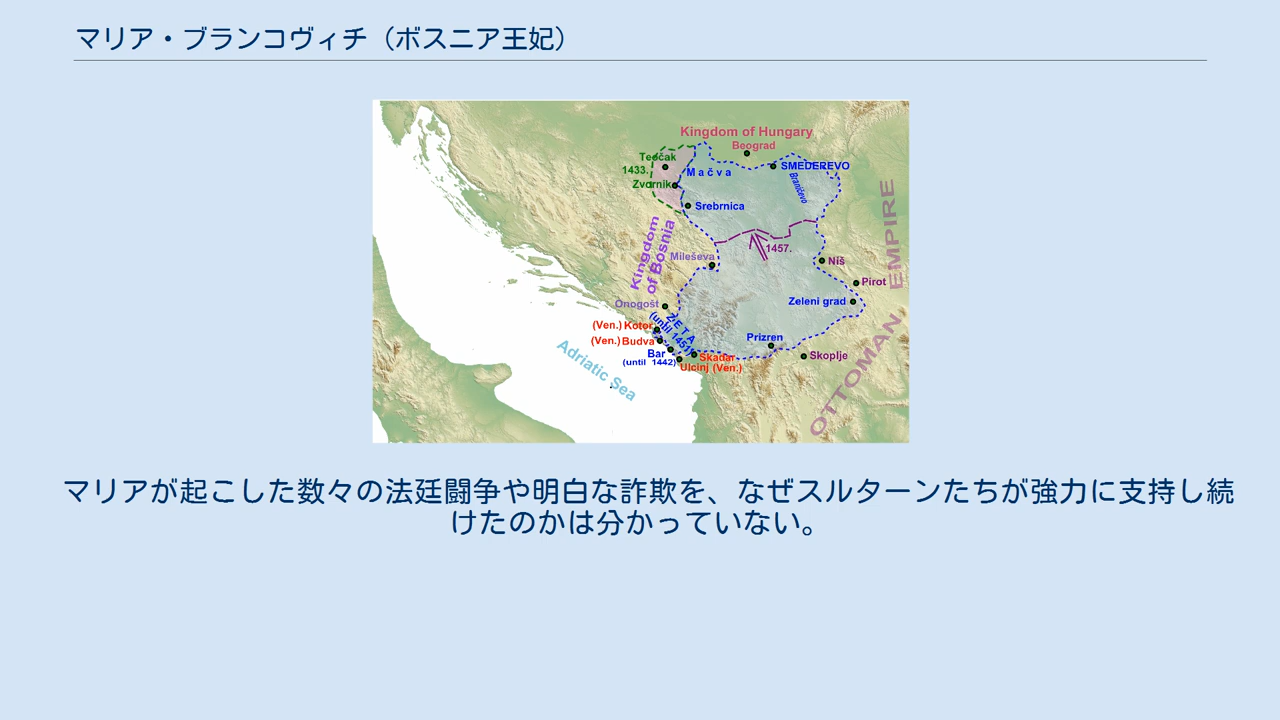 マリア・ブランコヴィチ（ボスニア王妃）
Kingdom of Hungary
Beograd
Teočak
1433.
Zvornik
Mačva
SMEDEREVO
Braničevo
Srebrnica
Kingdom
of Bosnia
Mileševa
1457.
Niš
Pirot
Zeleni grad
Onogošt
ZETA
(until 1451)
(Ven.) Kotor
(Ven.) Budva
Bar
(until 1442)
Skadar
Ulcinj (Ven.)
Prizren
Skoplje
Adriatic Sea
OTTOMAN EMPIRE
マリアが起こした数々の法廷闘争や明白な詐欺を、なぜスルターンたちが強力に支持し続
けたのかは分かっていない。